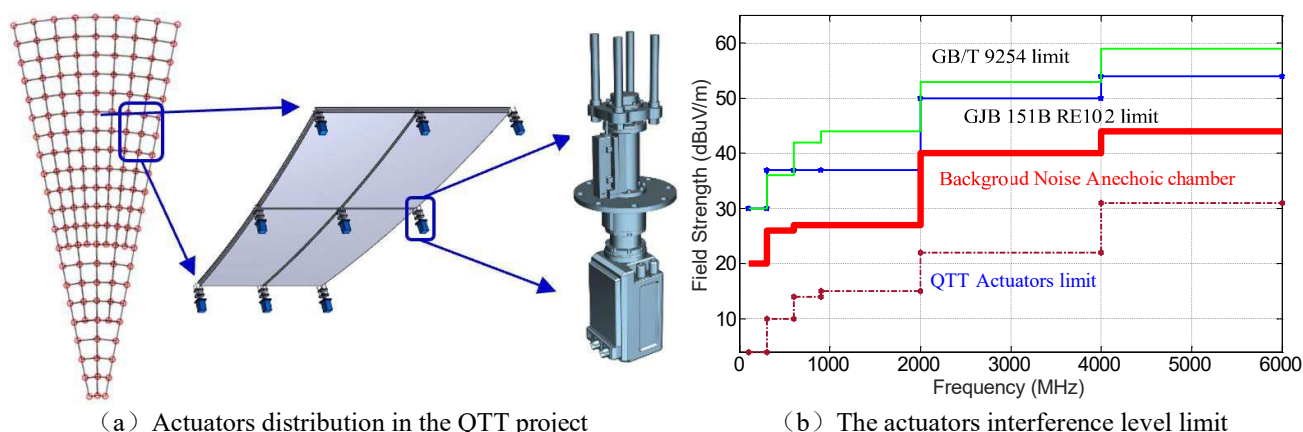 60
50
40
30
20
10
Field Strength (dBuV/m)
GB/T 9254 limit
GJB 151B RE102 limit
Backgroud Noise Anechoic chamber
QTT Actuators limit
0 1000 2000 3000 4000 5000 6000
Frequency (MHz)
（a）Actuators distribution in the QTT project
（b）The actuators interference level limit